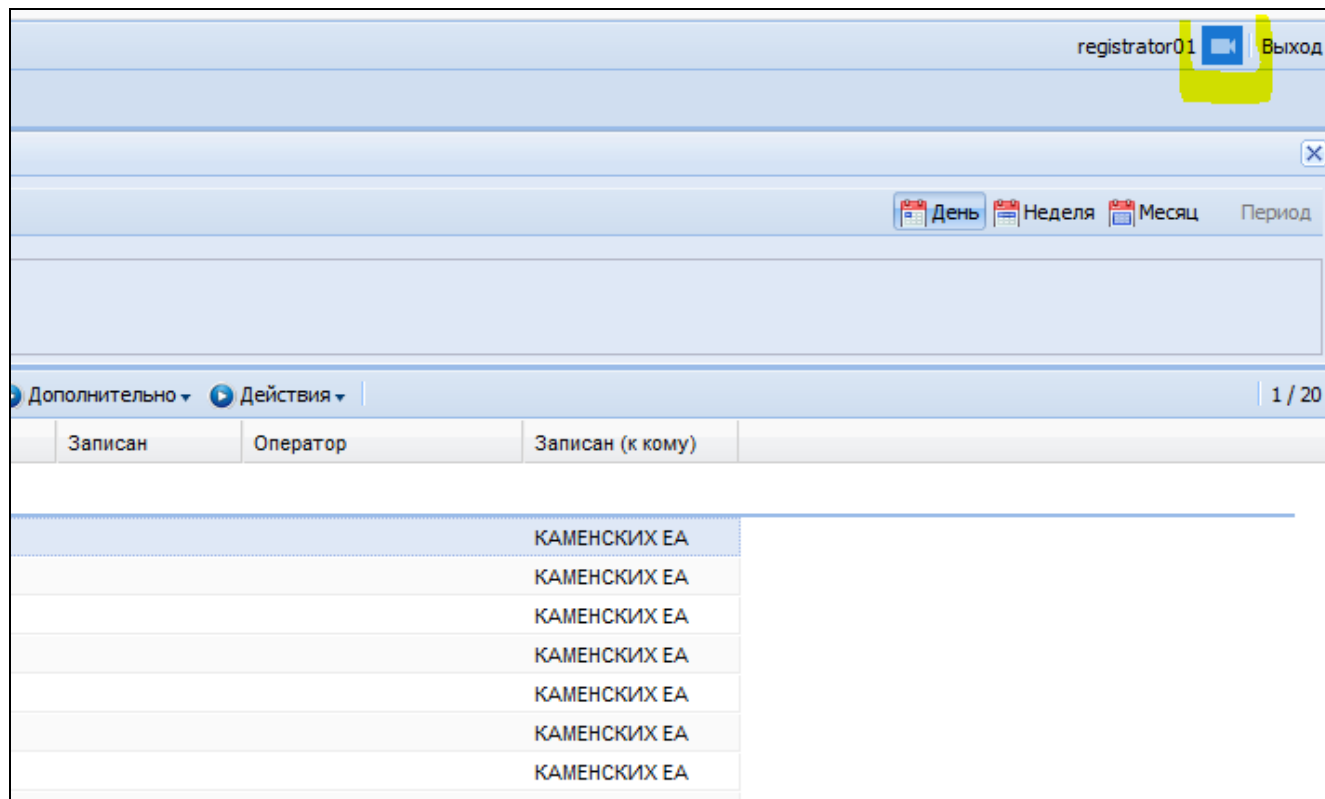 registrator01 Выход
День Неделя Месяц Период
Дополнительно Действия 1 / 20
Записан Оператор Записан (к кому)
КАМЕНСКИХ ЕА
КАМЕНСКИХ ЕА
КАМЕНСКИХ ЕА
КАМЕНСКИХ ЕА
КАМЕНСКИХ ЕА
КАМЕНСКИХ ЕА
КАМЕНСКИХ ЕА